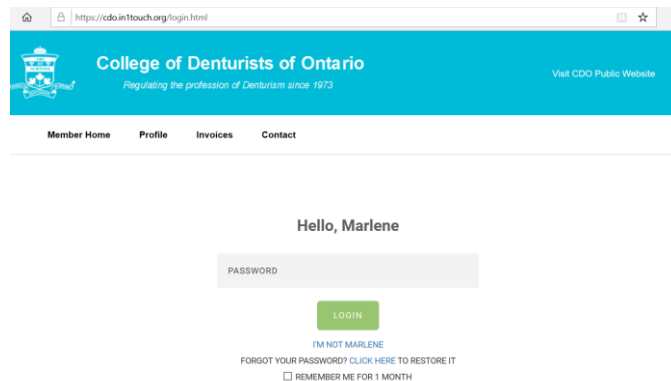 https://cdo.in1touch.org/login.html
College of Denturists of Ontario
Regulating the profession of Denturism since 1973
Visit CDO Public Website
Member Home Profile Invoices Contact
Hello, Marlene
PASSWORD
LOGIN
I'M NOT MARLENE
FORGOT YOUR PASSWORD? CLICK HERE TO RESTORE IT
REMEMBER ME FOR 1 MONTH